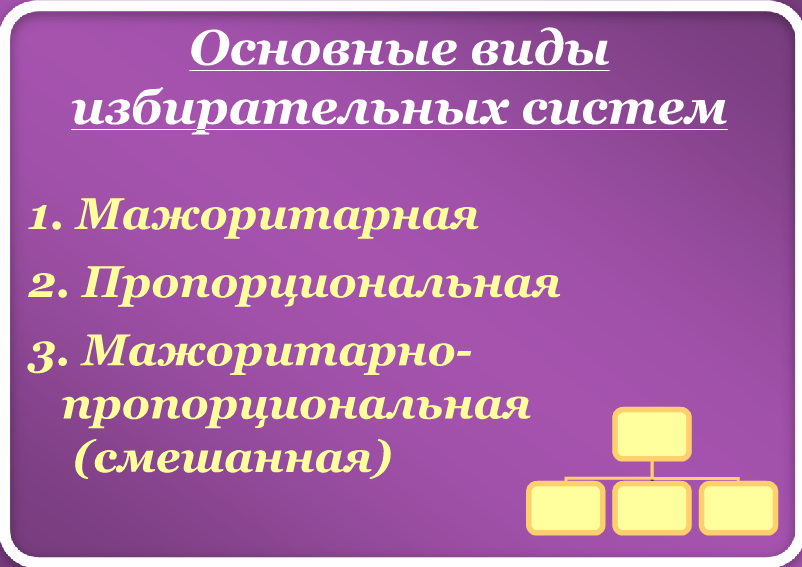 Основные виды
избирательных систем
1. Мажоритарная
2. Пропорциональная
3. Мажоритарно-
пропорциональная
(смешанная)